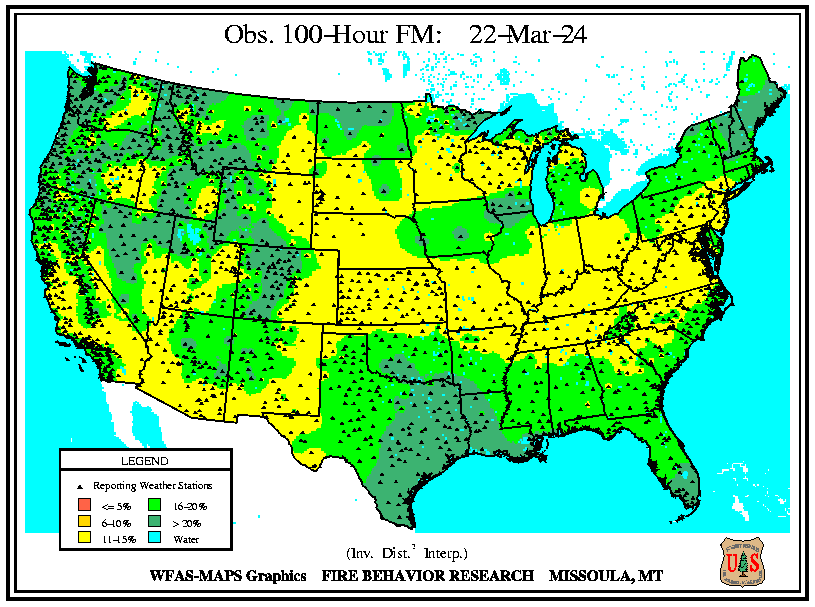 Obs. 100-Hour FM: 22-Mar-24
LEGEND
Reporting Weather Stations
<= 5% 16-20%
6-10% > 20%
11-15% Water
(Inv. Dist.² Interp.)
WFAS-MAPS Graphics FIRE BEHAVIOR RESEARCH MISSOULA, MT
U S